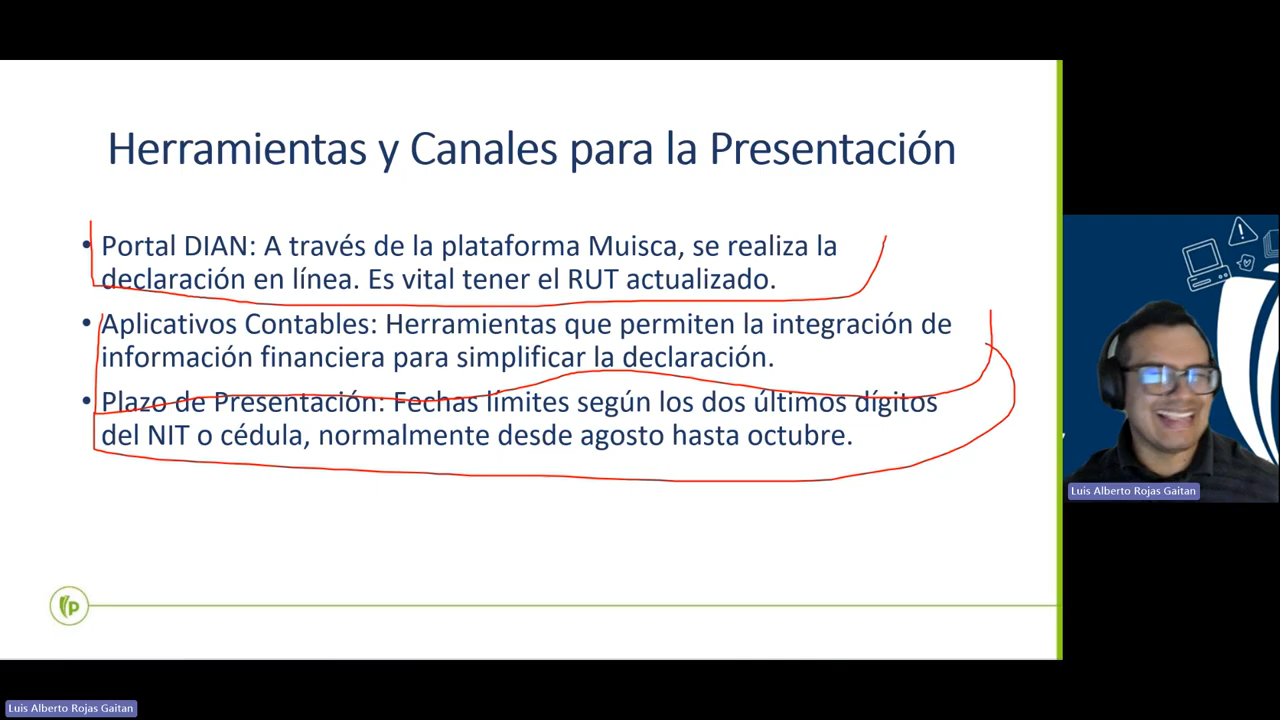 Herramientas y Canales para la Presentación
• Portal DIAN: A través de la plataforma Muisca, se realiza la
declaración en línea. Es vital tener el RUT actualizado.
• Aplicativos Contables: Herramientas que permiten la integración de
información financiera para simplificar la declaración.
• Plazo de Presentación: Fechas límites según los dos últimos dígitos
del NIT o cédula, normalmente desde agosto hasta octubre.
P
Luis Alberto Rojas Gaitan
Luis Alberto Rojas Gaitan